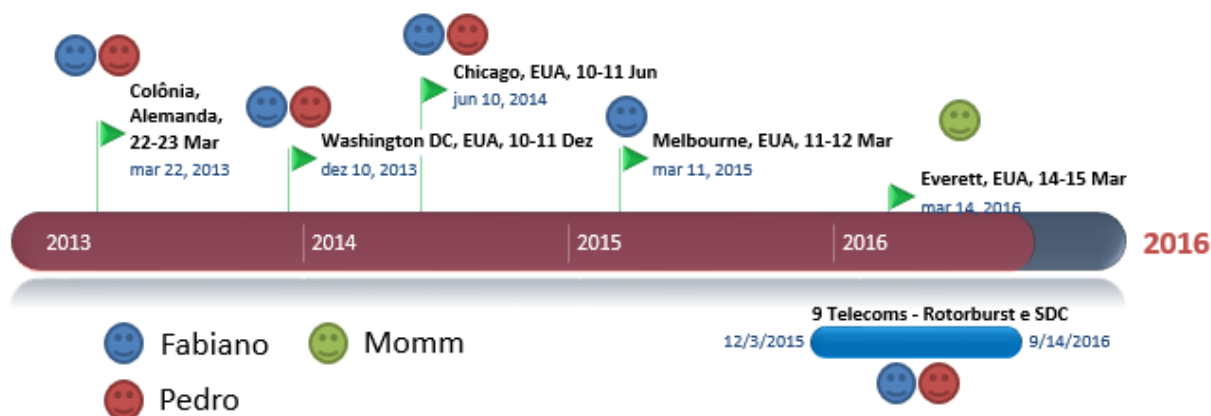 Chicago, EUA, 10-11 Jun
jun 10, 2014
Colônia,
Alemanda,
22-23 Mar
mar 22, 2013
Washington DC, EUA, 10-11 Dez
dez 10, 2013
Melbourne, EUA, 11-12 Mar
mar 11, 2015
Everett, EUA, 14-15 Mar
mar 14, 2016
2013 2014 2015 2016 2016
9 Telecoms - Rotorburst e SDC
12/3/2015 9/14/2016
Fabiano Momm
Pedro